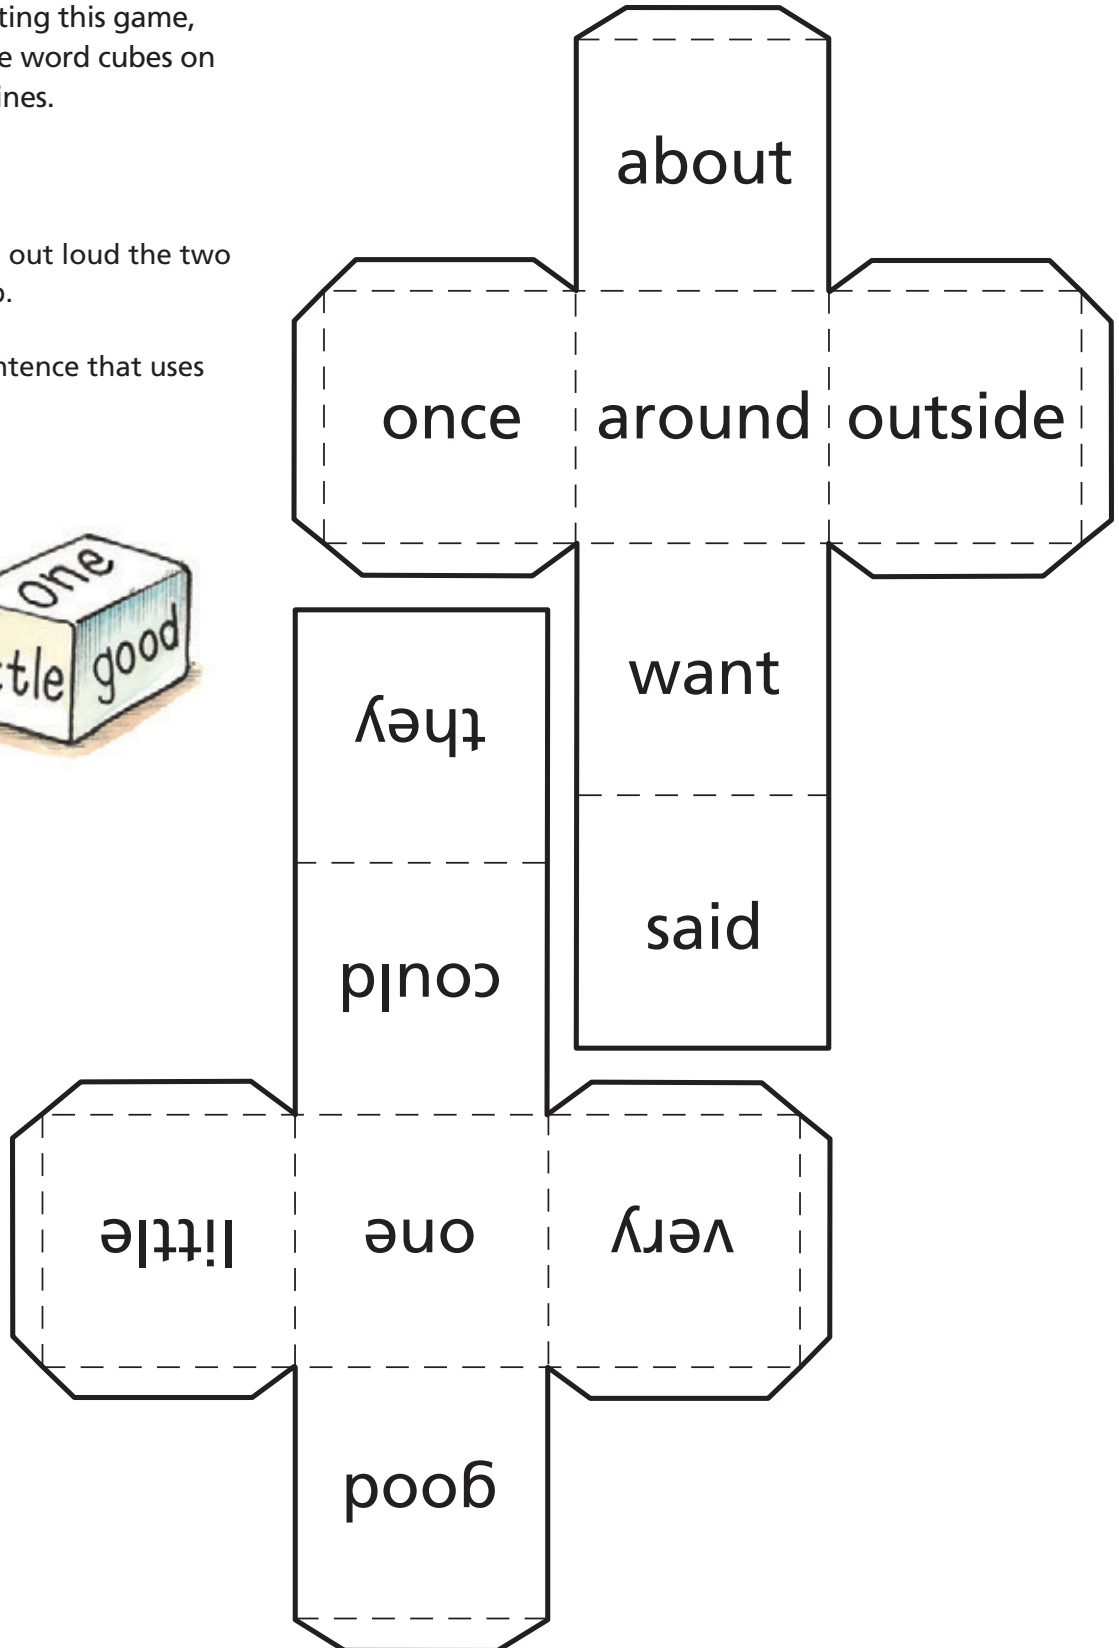 ting this game,
e word cubes on
ines.
out loud the two
o.
ntence that uses
one
tle good
about
once around outside
want
said
they
could
little one very
good